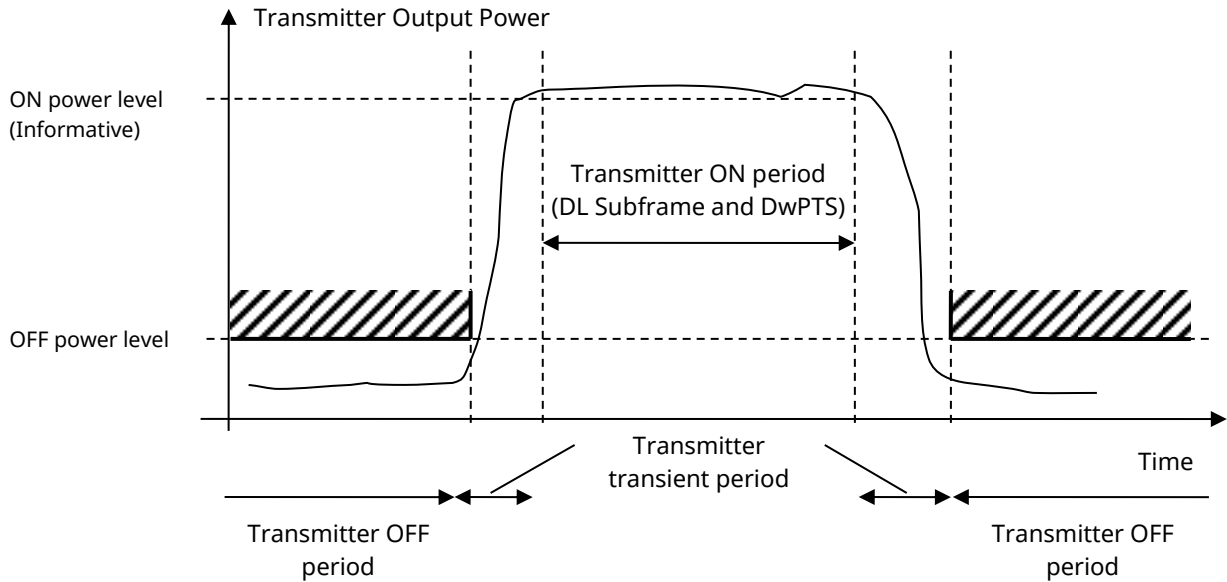 Transmitter Output Power
ON power level
(Informative)
Transmitter ON period
(DL Subframe and DwPTS)
OFF power level
Transmitter
transient period
Time
Transmitter OFF
period
Transmitter OFF
period